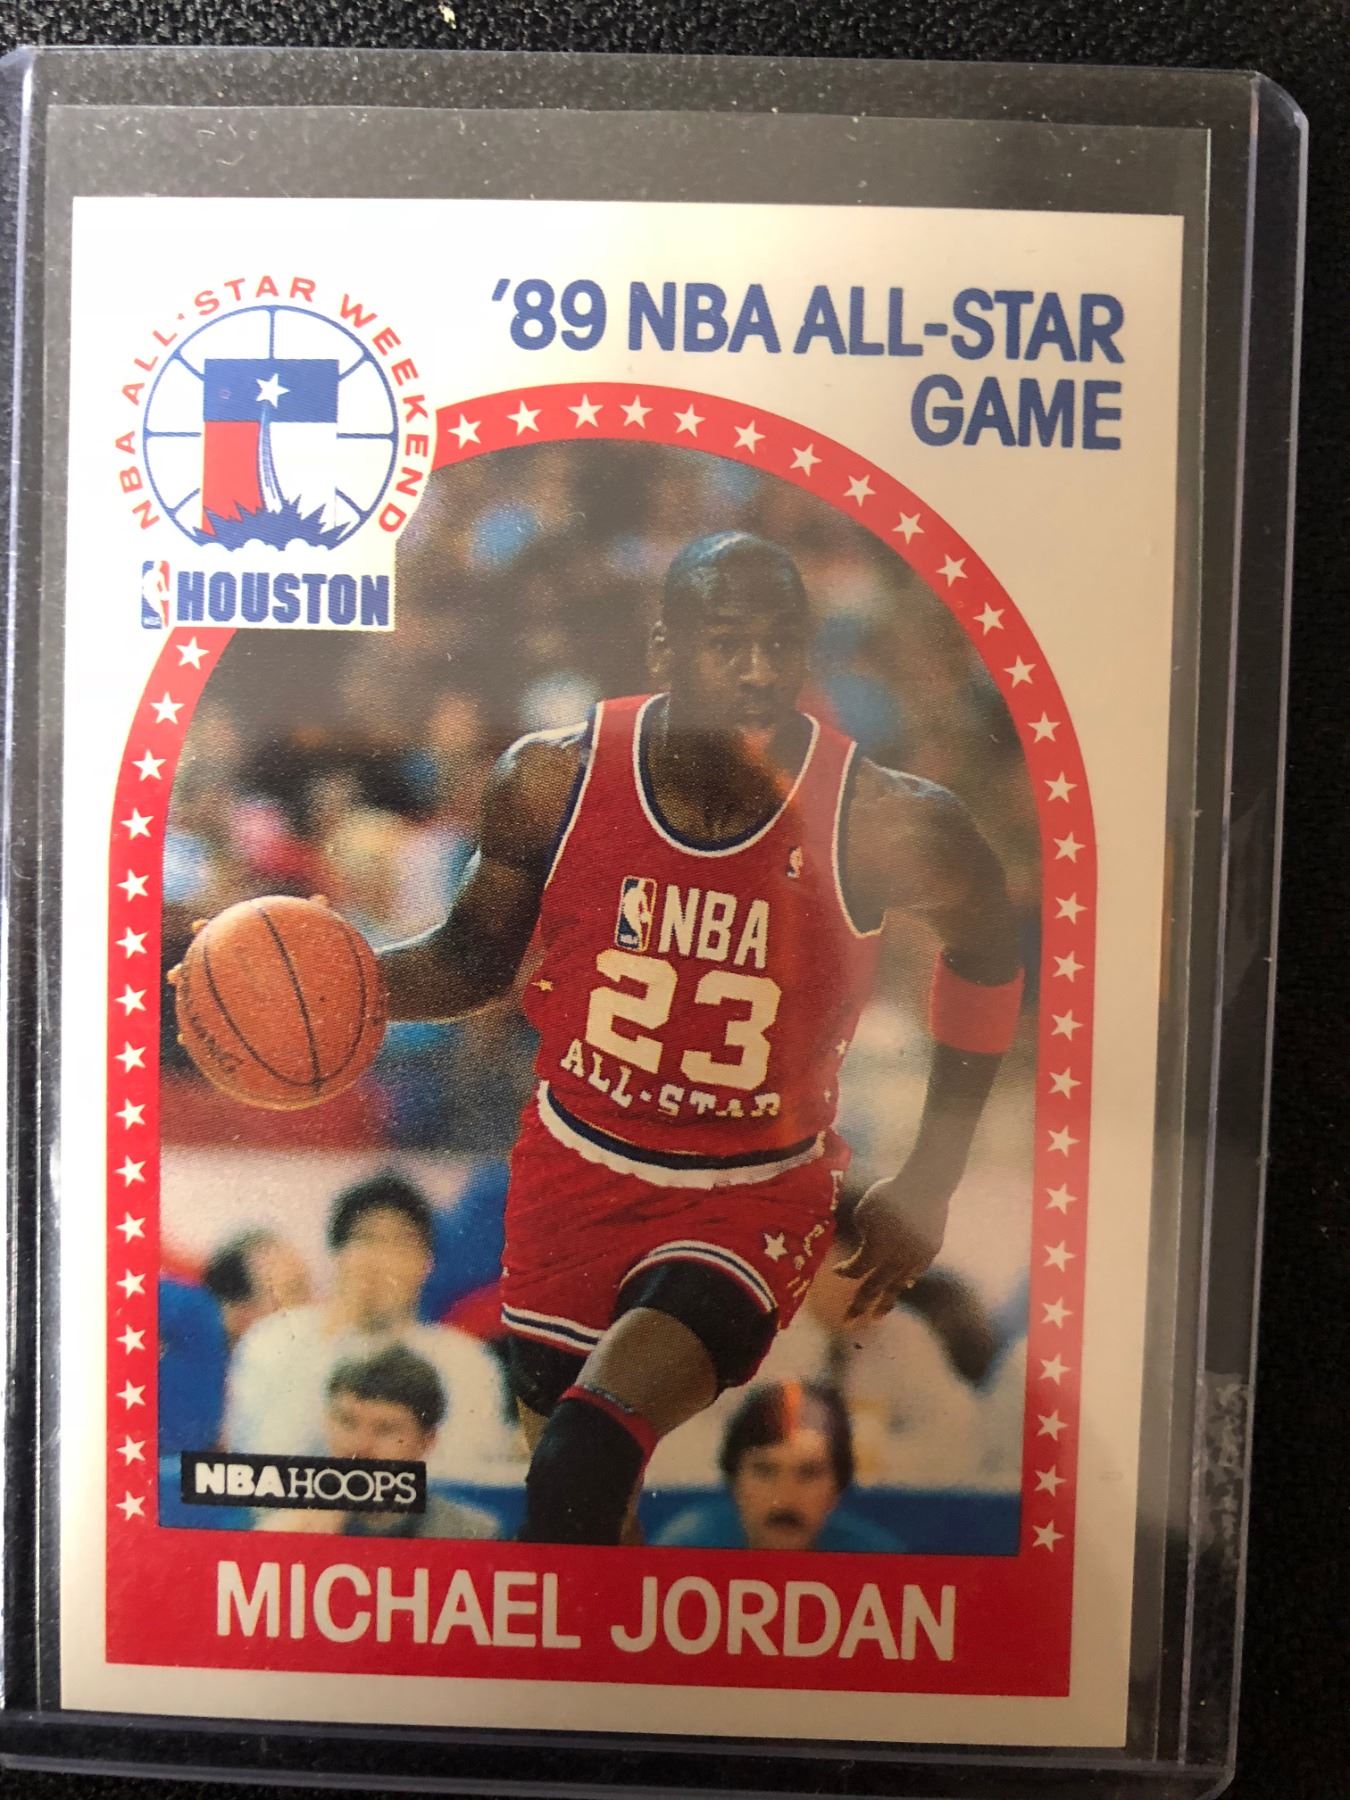 NBA ALL-STAR WEEKEND
'89 NBA ALL-STAR
GAME
HOUSTON
NBA
23
ALL-STAR
NBA HOOPS
MICHAEL JORDAN